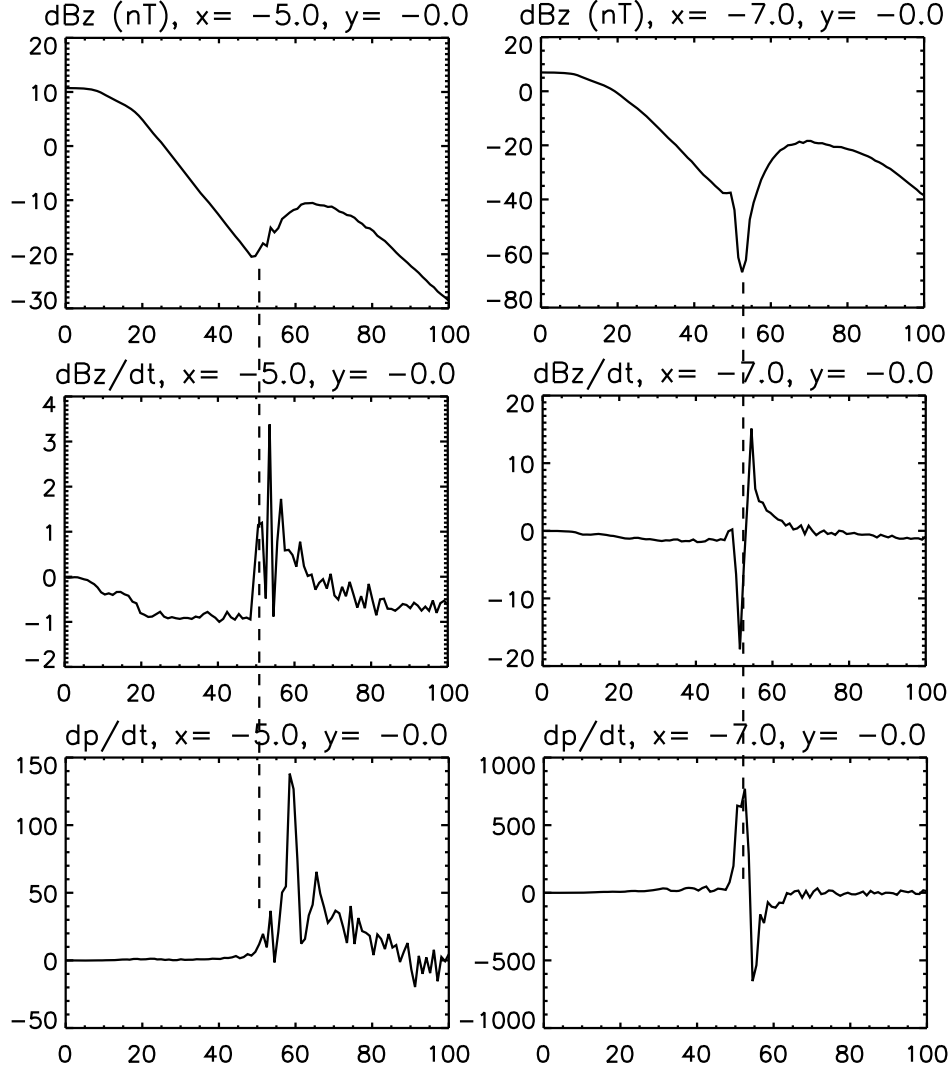 dBz (nT), x= −5.0, y= −0.0
20
10
0
−10
−20
−30
0 20 40 60 80 100
dBz (nT), x= −7.0, y= −0.0
20
0
−20
−40
−60
−80
0 20 40 60 80 100
dBz/dt, x= −5.0, y= −0.0
4
3
2
1
0
−1
−2
0 20 40 60 80 100
dBz/dt, x= −7.0, y= −0.0
20
10
0
−10
−20
0 20 40 60 80 100
dp/dt, x= −5.0, y= −0.0
150
100
50
0
−50
0 20 40 60 80 100
dp/dt, x= −7.0, y= −0.0
1000
500
0
−500
−1000
0 20 40 60 80 100